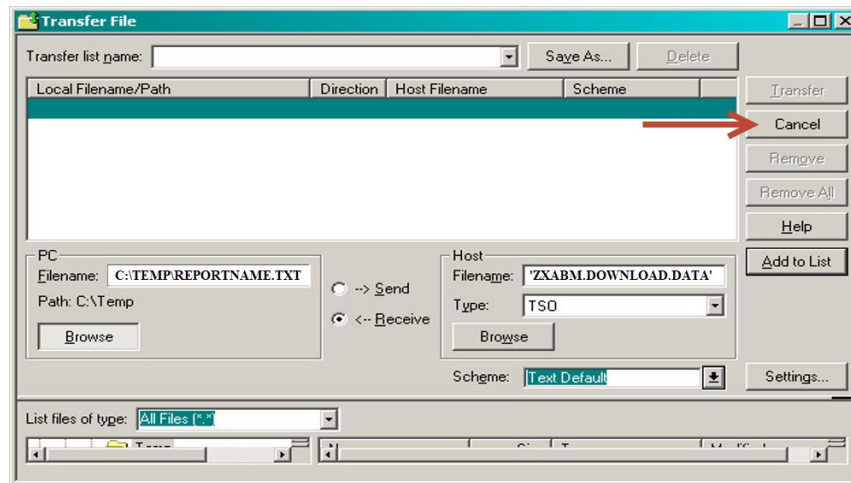 Transfer File
Transfer list name:
Save As...
Delete
Local Filename/Path Direction Host Filename Scheme
Transfer
Cancel
Remove
Remove All
Help
Add to List
PC
Filename: C:\TEMP\REPORTNAME.TXT
Path: C:\Temp
Browse
--> Send
<-- Receive
Host
Filename: 'ZXABM.DOWNLOAD.DATA'
Type: TSO
Browse
Scheme: Text Default
Settings...
List files of type: All Files (*.*)